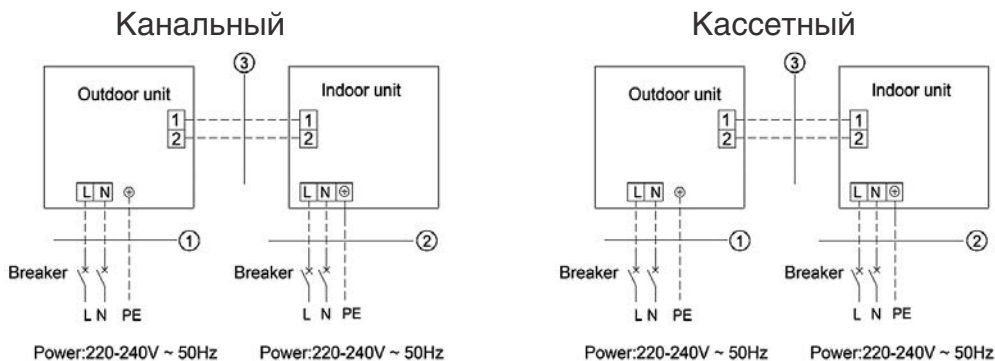 Канальный
Outdoor unit
Indoor unit
3
1
2
1
2
L N
L N
1
2
Breaker
Breaker
L N PE
L N PE
Power:220-240V ~ 50Hz
Power:220-240V ~ 50Hz
Кассетный
Outdoor unit
Indoor unit
3
1
2
1
2
L N
L N
1
2
Breaker
Breaker
L N PE
L N PE
Power:220-240V ~ 50Hz
Power:220-240V ~ 50Hz